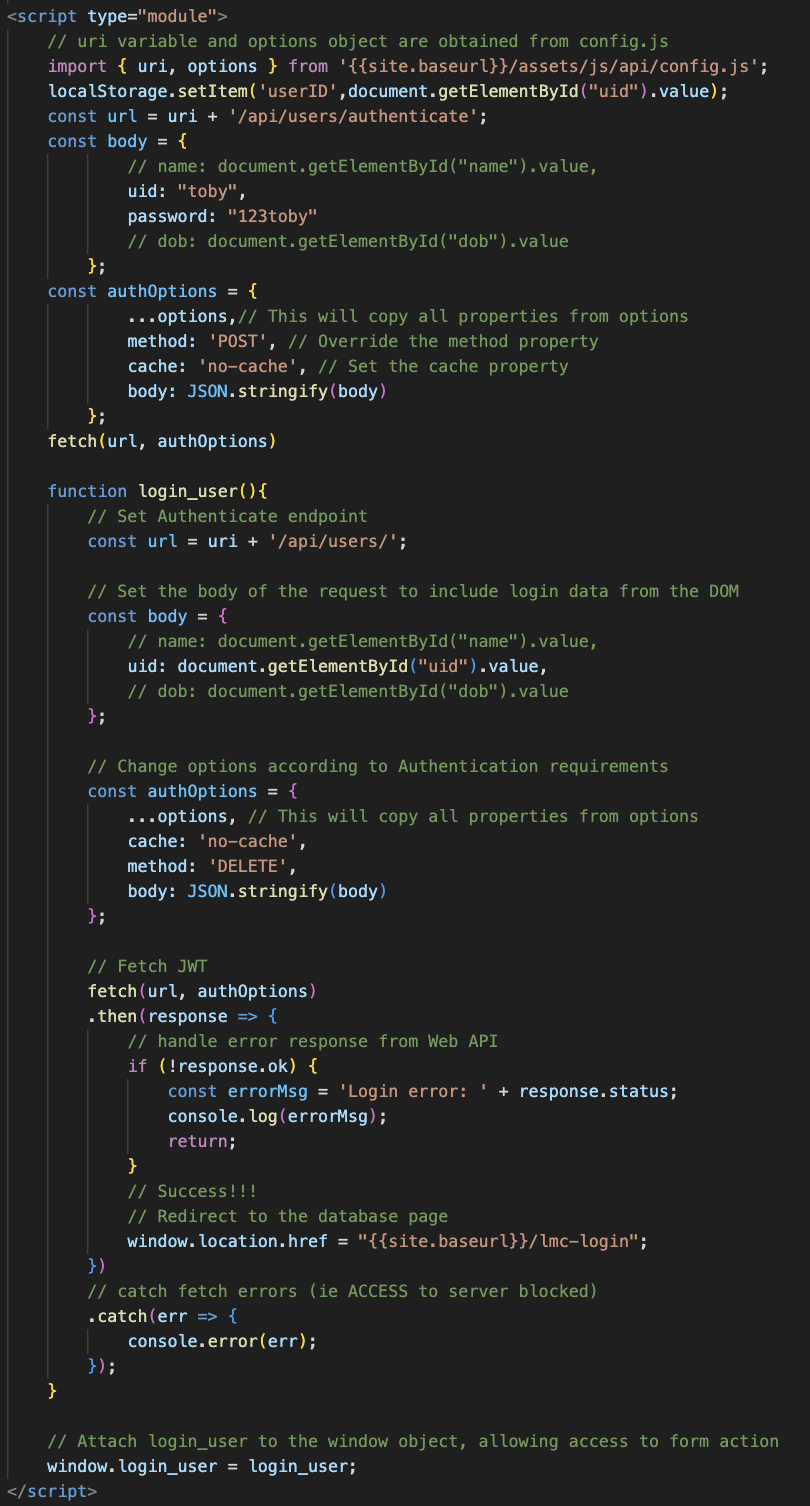 <script type="module">
// uri variable and options object are obtained from config.js
import { uri, options } from '{{site.baseurl}}/assets/js/api/config.js';
localStorage.setItem('userID',document.getElementById("uid").value);
const url = uri + '/api/users/authenticate';
const body = {
// name: document.getElementById("name").value,
uid: "toby",
password: "123toby"
// dob: document.getElementById("dob").value
};
const authOptions = {
...options,// This will copy all properties from options
method: 'POST', // Override the method property
cache: 'no-cache', // Set the cache property
body: JSON.stringify(body)
};
fetch(url, authOptions)
function login_user(){
// Set Authenticate endpoint
const url = uri + '/api/users/';
// Set the body of the request to include login data from the DOM
const body = {
// name: document.getElementById("name").value,
uid: document.getElementById("uid").value,
// dob: document.getElementById("dob").value
};
// Change options according to Authentication requirements
const authOptions = {
...options, // This will copy all properties from options
cache: 'no-cache',
method: 'DELETE',
body: JSON.stringify(body)
};
// Fetch JWT
fetch(url, authOptions)
.then(response => {
// handle error response from Web API
if (!response.ok) {
const errorMsg = 'Login error: ' + response.status;
console.log(errorMsg);
return;
}
// Success!!!
// Redirect to the database page
window.location.href = "{{site.baseurl}}/lmc-login";
})
// catch fetch errors (ie ACCESS to server blocked)
.catch(err => {
console.error(err);
});
}
// Attach login_user to the window object, allowing access to form action
window.login_user = login_user;
</script>